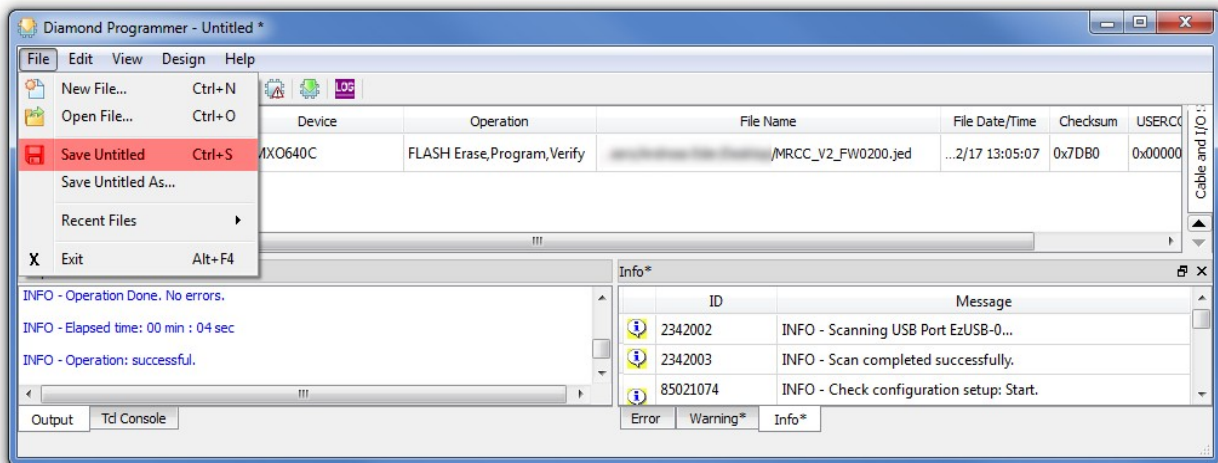 Diamond Programmer - Untitled *
File Edit View Design Help
New File... Ctrl+N
LOG
Open File... Ctrl+O
Device Operation File Name File Date/Time Checksum USERC
Save Untitled Ctrl+S
MXO640C FLASH Erase,Program,Verify /MRCC_V2_FW0200.jed ...2/17 13:05:07 0x7DB0 0x00000
Cable and I/O
Save Untitled As...
Recent Files
X Exit Alt+F4
Info*
INFO - Operation Done. No errors.
INFO - Elapsed time: 00 min : 04 sec
INFO - Operation: successful.
ID Message
2342002 INFO - Scanning USB Port EzUSB-0...
2342003 INFO - Scan completed successfully.
85021074 INFO - Check configuration setup: Start.
Output Tcl Console
Error Warning* Info*